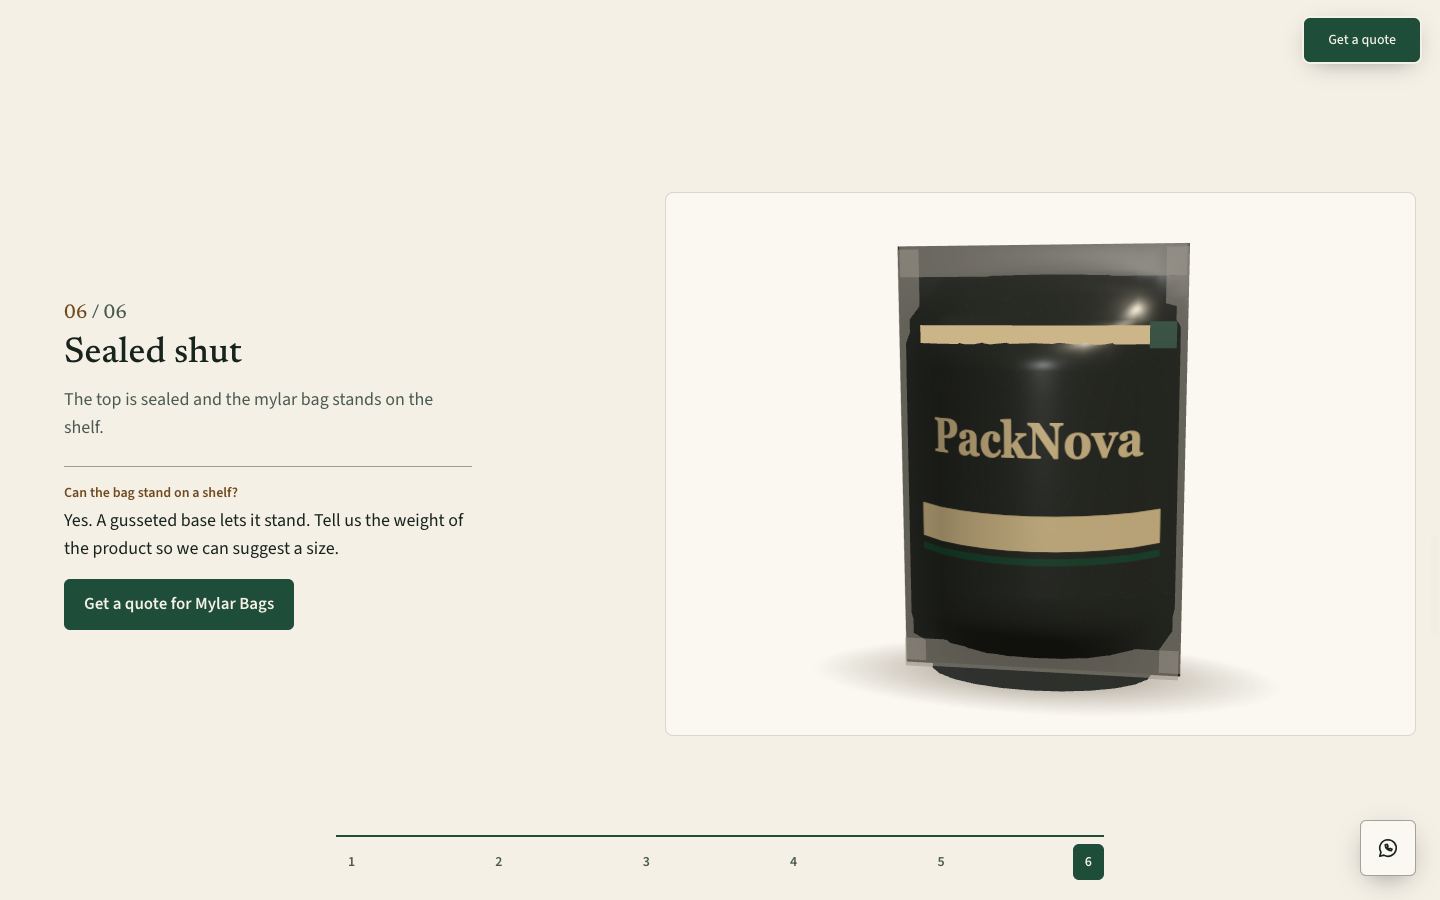 Get a quote
06 / 06
Sealed shut
The top is sealed and the mylar bag stands on the
shelf.
Can the bag stand on a shelf?
Yes. A gusseted base lets it stand. Tell us the weight of
the product so we can suggest a size.
Get a quote for Mylar Bags
PackNova
1 2 3 4 5 6